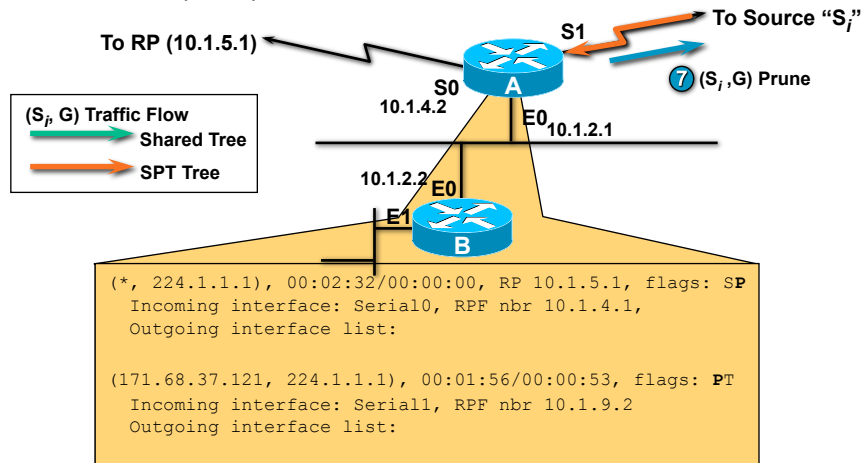 To Source “Si”
S1
To RP (10.1.5.1)
7 (Si ,G) Prune
S0
A
10.1.4.2
(Si, G) Traffic Flow
Shared Tree
SPT Tree
E0
10.1.2.1
10.1.2.2
E0
E1
B
(*, 224.1.1.1), 00:02:32/00:00:00, RP 10.1.5.1, flags: SP
Incoming interface: Serial0, RPF nbr 10.1.4.1,
Outgoing interface list:
(171.68.37.121, 224.1.1.1), 00:01:56/00:00:53, flags: PT
Incoming interface: Serial1, RPF nbr 10.1.9.2
Outgoing interface list: